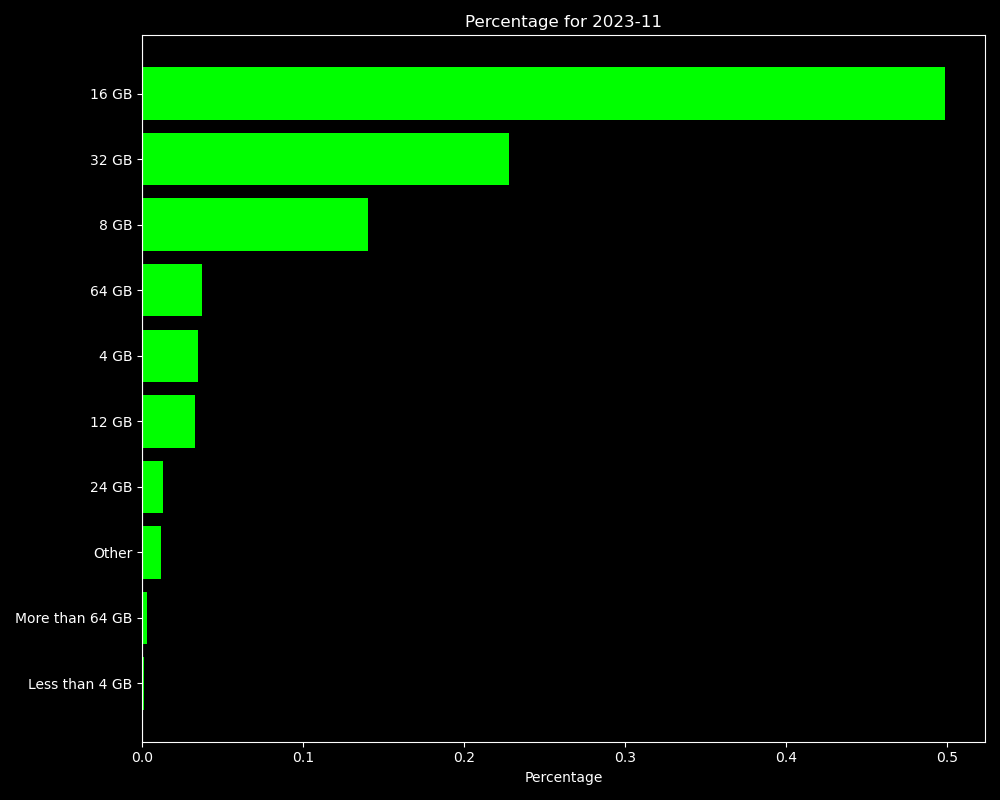 Percentage for 2023-11
16 GB
32 GB
8 GB
64 GB
4 GB
12 GB
24 GB
Other
More than 64 GB
Less than 4 GB
0.0 0.1 0.2 0.3 0.4 0.5
Percentage